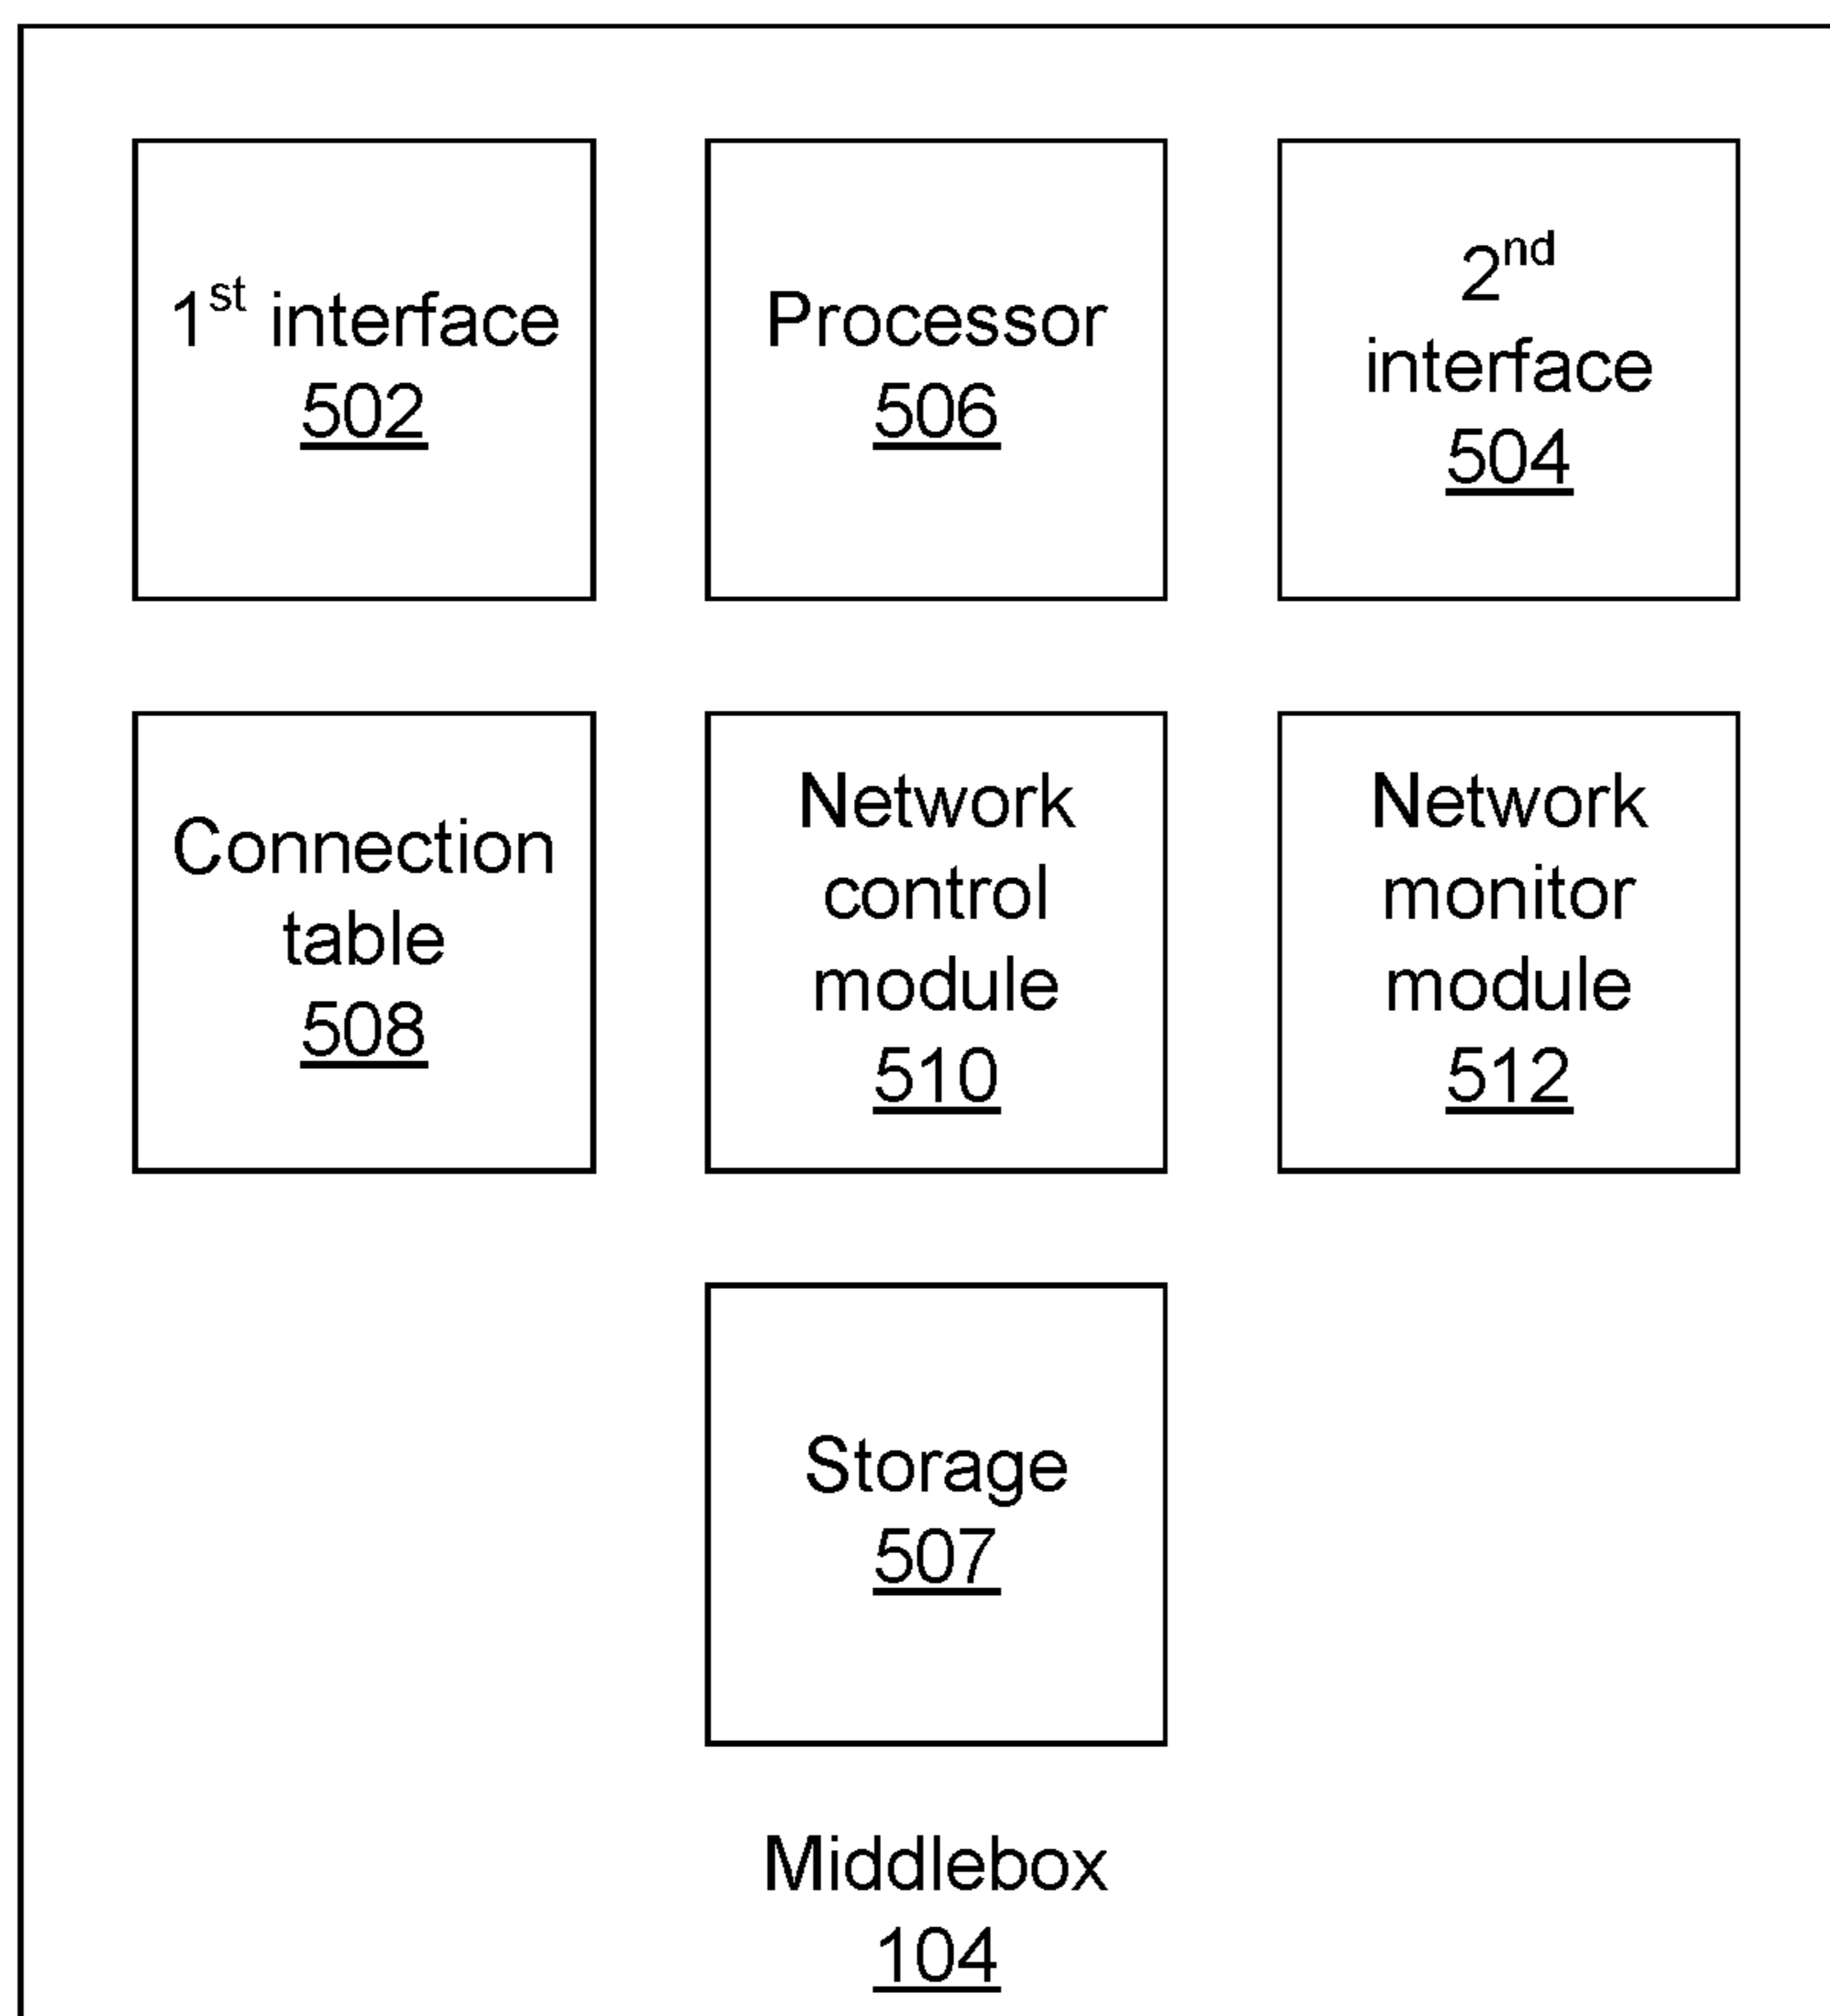 1st interface
502
Processor
506
2nd
interface
504
Connection
table
508
Network
control
module
510
Network
monitor
module
512
Storage
507
Middlebox
104